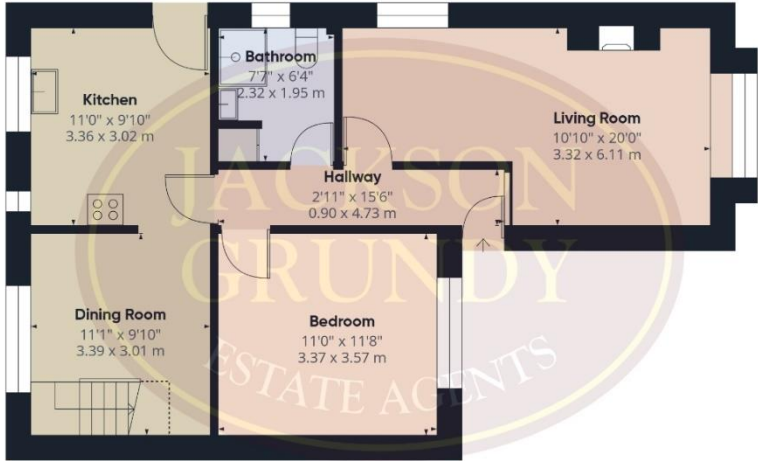 Kitchen
11'0" x 9'10"
3.36 x 3.02 m
Bathroom
7'7" x 6'4"
2.32 x 1.95 m
Living Room
10'10" x 20'0"
3.32 x 6.11 m
Hallway
2'11" x 15'6"
0.90 x 4.73 m
Dining Room
11'1" x 9'10"
3.39 x 3.01 m
Bedroom
11'0" x 11'8"
3.37 x 3.57 m
JACKSON
GRUNDY
ESTATE AGENTS